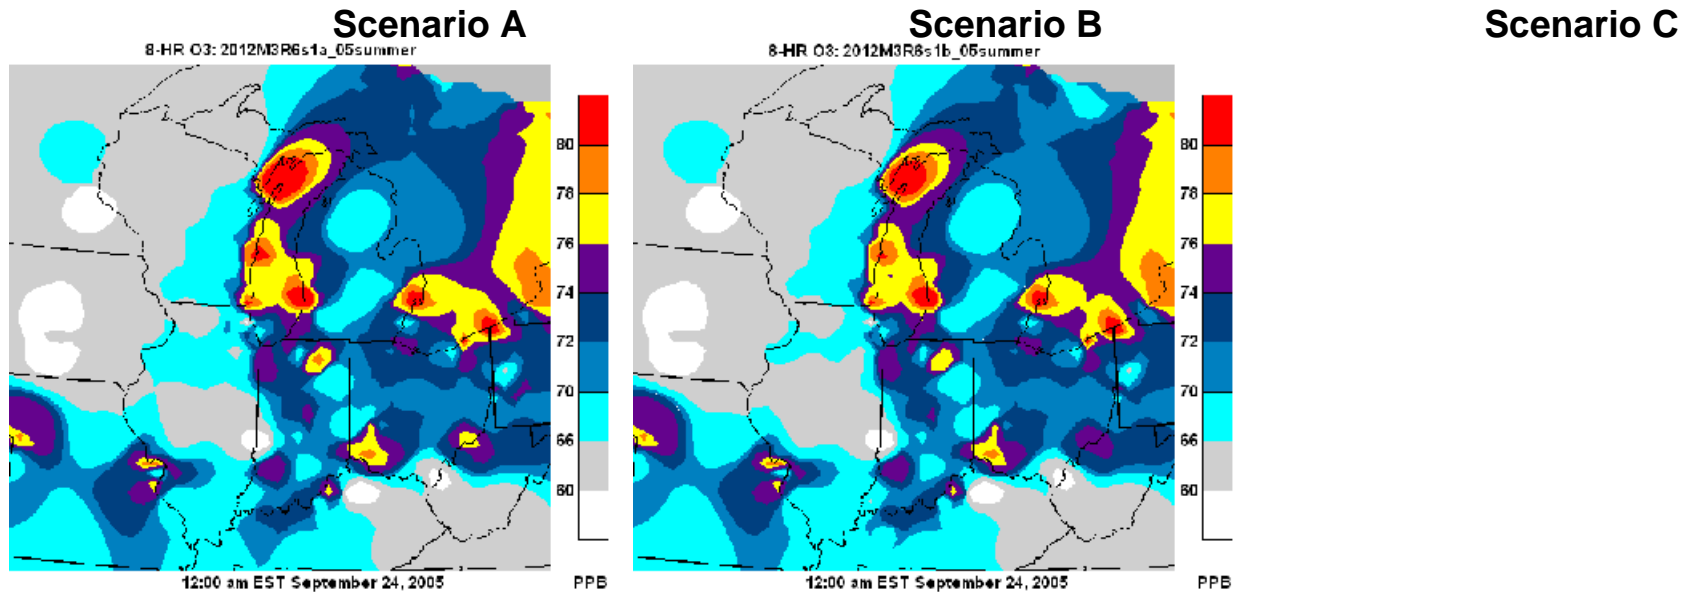 Scenario A
Scenario B
Scenario C
8-HR O3: 2012M3R6s1a_05summer
8-HR O3: 2012M3R6s1b_05summer
80
78
76
74
72
70
66
60
80
78
76
74
72
70
66
60
12:00 am EST September 24, 2005
PPB
12:00 am EST September 24, 2005
PPB